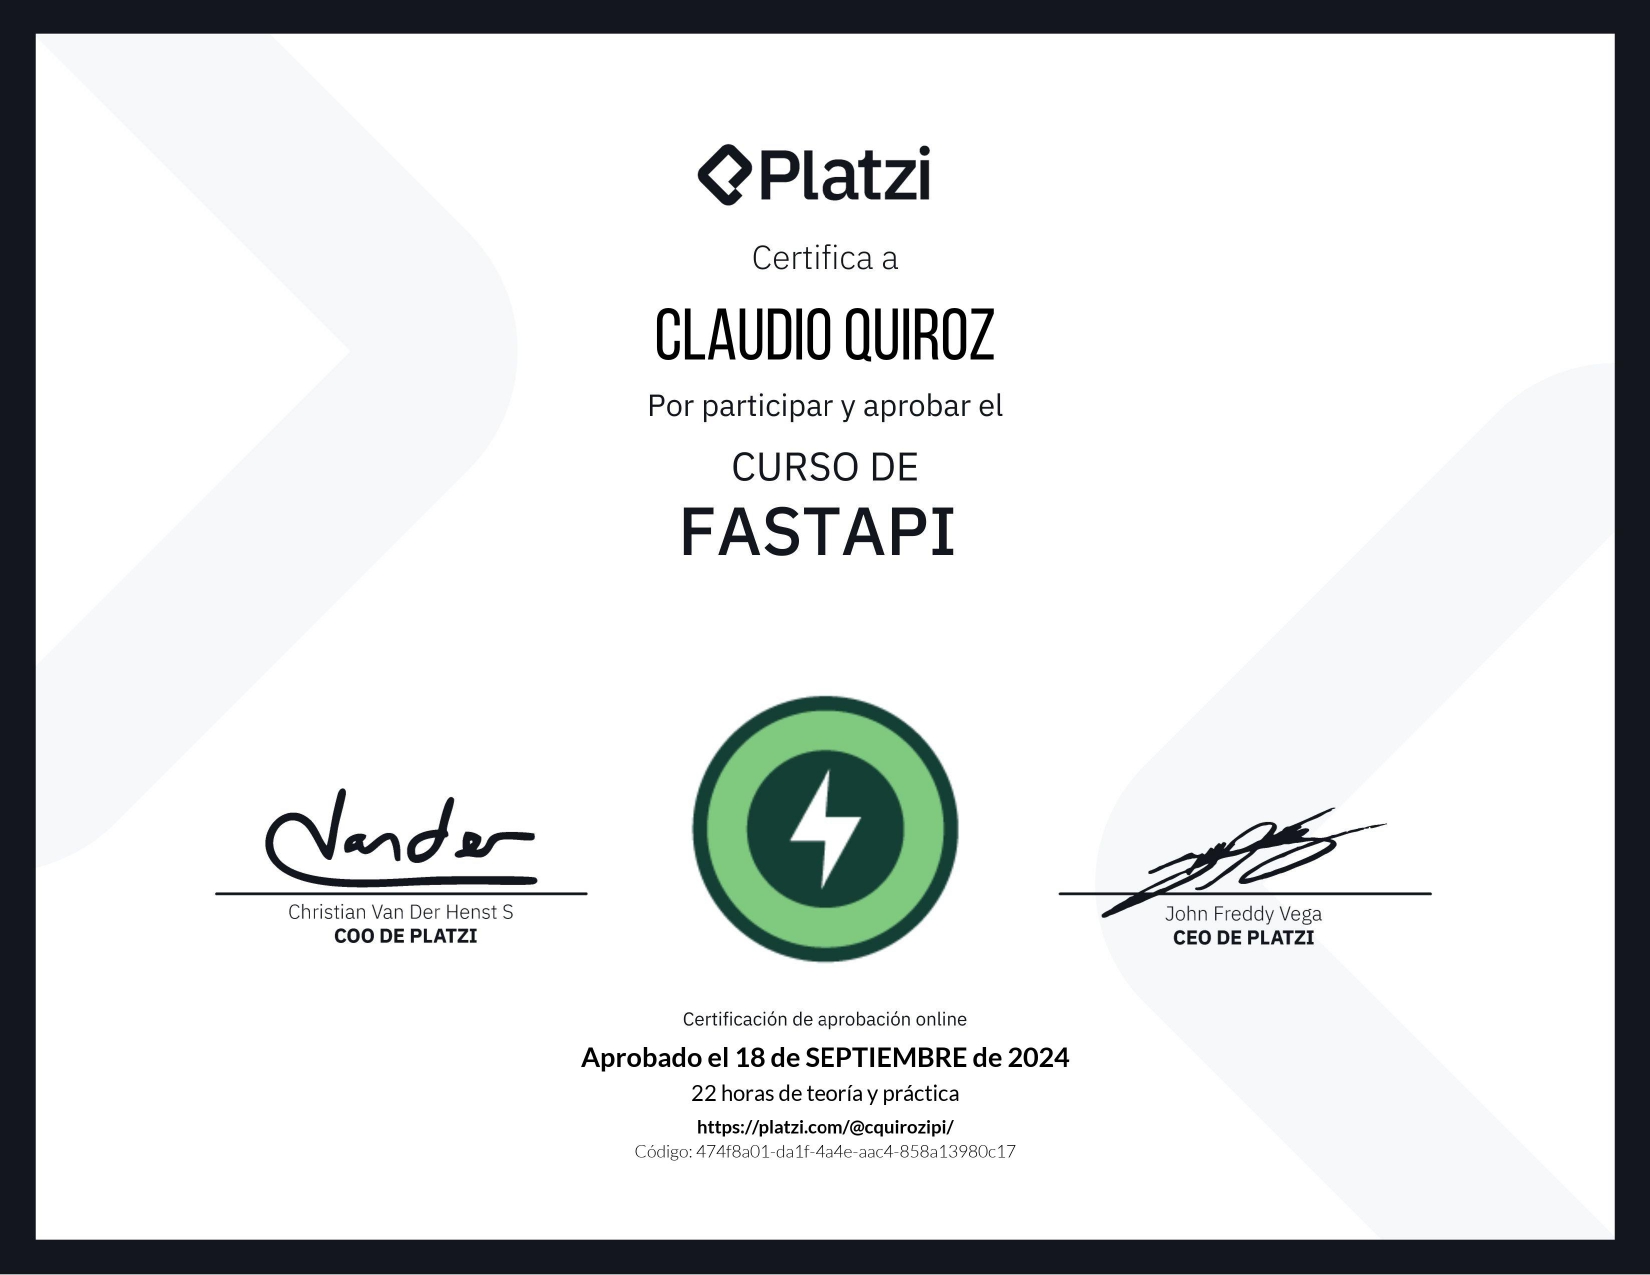 Platzi
Certifica a
CLAUDIO QUIROZ
Por participar y aprobar el
CURSO DE
FASTAPI
Vander
Christian Van Der Henst S
COO DE PLATZI
John Freddy Vega
CEO DE PLATZI
Certificación de aprobación online
Aprobado el 18 de SEPTIEMBRE de 2024
22 horas de teoría y práctica
https://platzi.com/@cquirozipi/
Código: 474f8a01-da1f-4a4e-aac4-858a13980c17